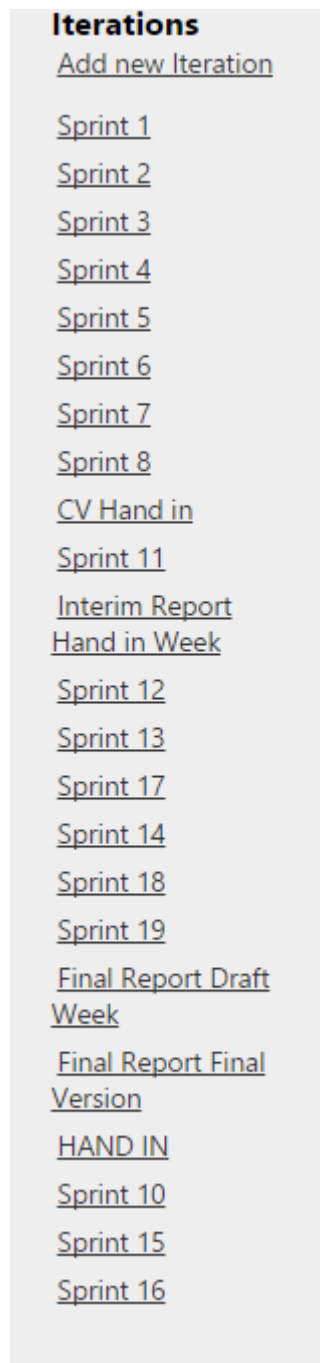 Iterations
Add new Iteration
Sprint 1
Sprint 2
Sprint 3
Sprint 4
Sprint 5
Sprint 6
Sprint 7
Sprint 8
CV Hand in
Sprint 11
Interim Report
Hand in Week
Sprint 12
Sprint 13
Sprint 17
Sprint 14
Sprint 18
Sprint 19
Final Report Draft
Week
Final Report Final
Version
HAND IN
Sprint 10
Sprint 15
Sprint 16